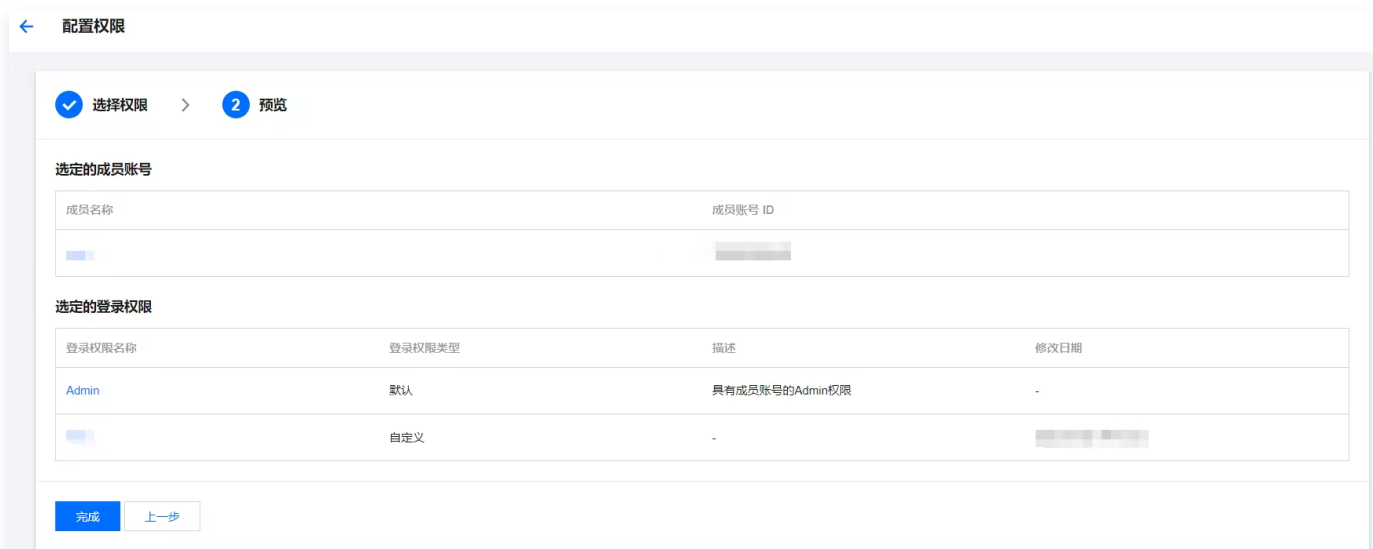 配置权限
选择权限 2 预览
选定的成员账号
成员名称 成员账号 ID
选定的登录权限
登录权限名称 登录权限类型 描述 修改日期
Admin 默认 具有成员账号的Admin权限 -
自定义 -
完成 上一步